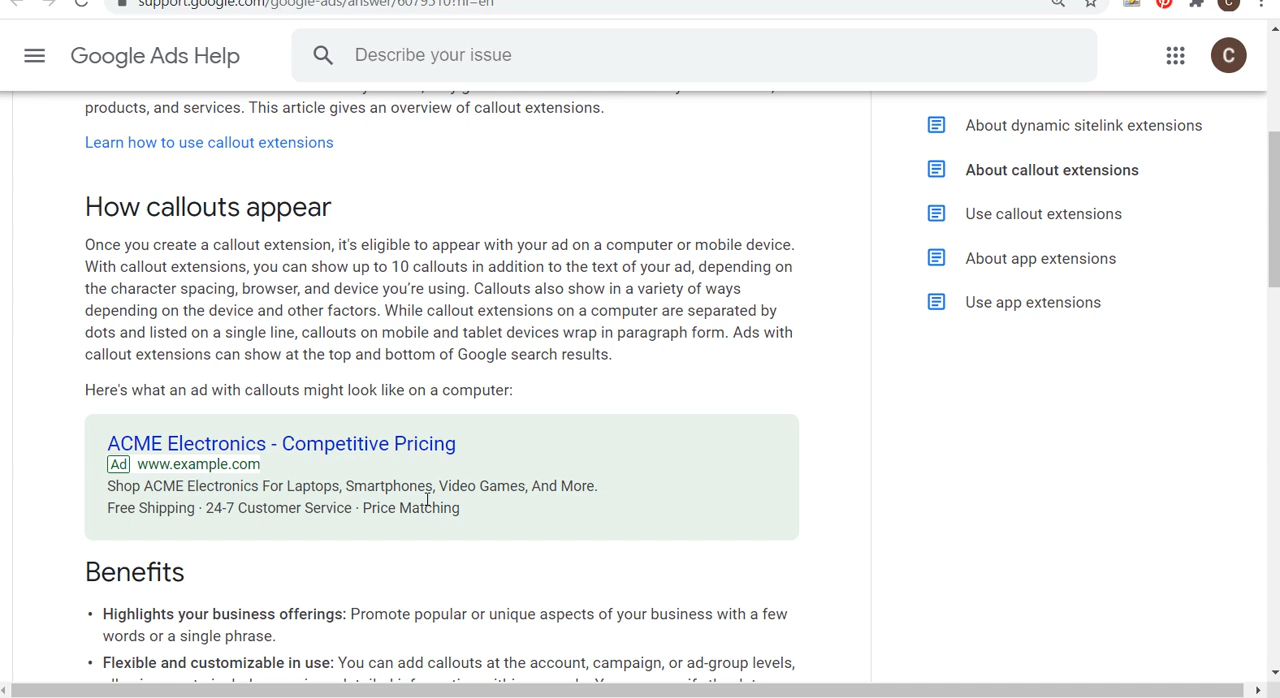 support.google.com/google-ads/answer/6079510?hl=en
Google Ads Help
Describe your issue
C
products, and services. This article gives an overview of callout extensions.
Learn how to use callout extensions
How callouts appear
Once you create a callout extension, it's eligible to appear with your ad on a computer or mobile device.
With callout extensions, you can show up to 10 callouts in addition to the text of your ad, depending on
the character spacing, browser, and device you're using. Callouts also show in a variety of ways
depending on the device and other factors. While callout extensions on a computer are separated by
dots and listed on a single line, callouts on mobile and tablet devices wrap in paragraph form. Ads with
callout extensions can show at the top and bottom of Google search results.
Here's what an ad with callouts might look like on a computer:
ACME Electronics - Competitive Pricing
Ad www.example.com
Shop ACME Electronics For Laptops, Smartphones, Video Games, And More.
Free Shipping · 24-7 Customer Service · Price Matching
Benefits
• Highlights your business offerings: Promote popular or unique aspects of your business with a few
words or a single phrase.
• Flexible and customizable in use: You can add callouts at the account, campaign, or ad-group levels,
About dynamic sitelink extensions
About callout extensions
Use callout extensions
About app extensions
Use app extensions